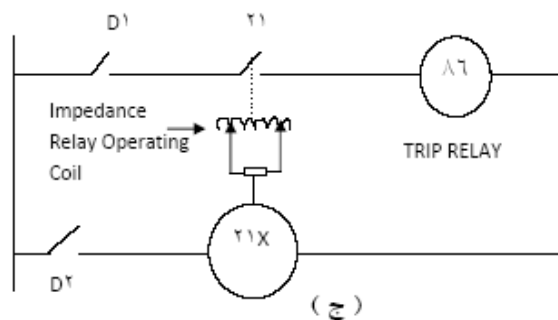 D١
٢١
٨٦
Impedance
Relay Operating
Coil
TRIP RELAY
٢١X
D٢
( ج )